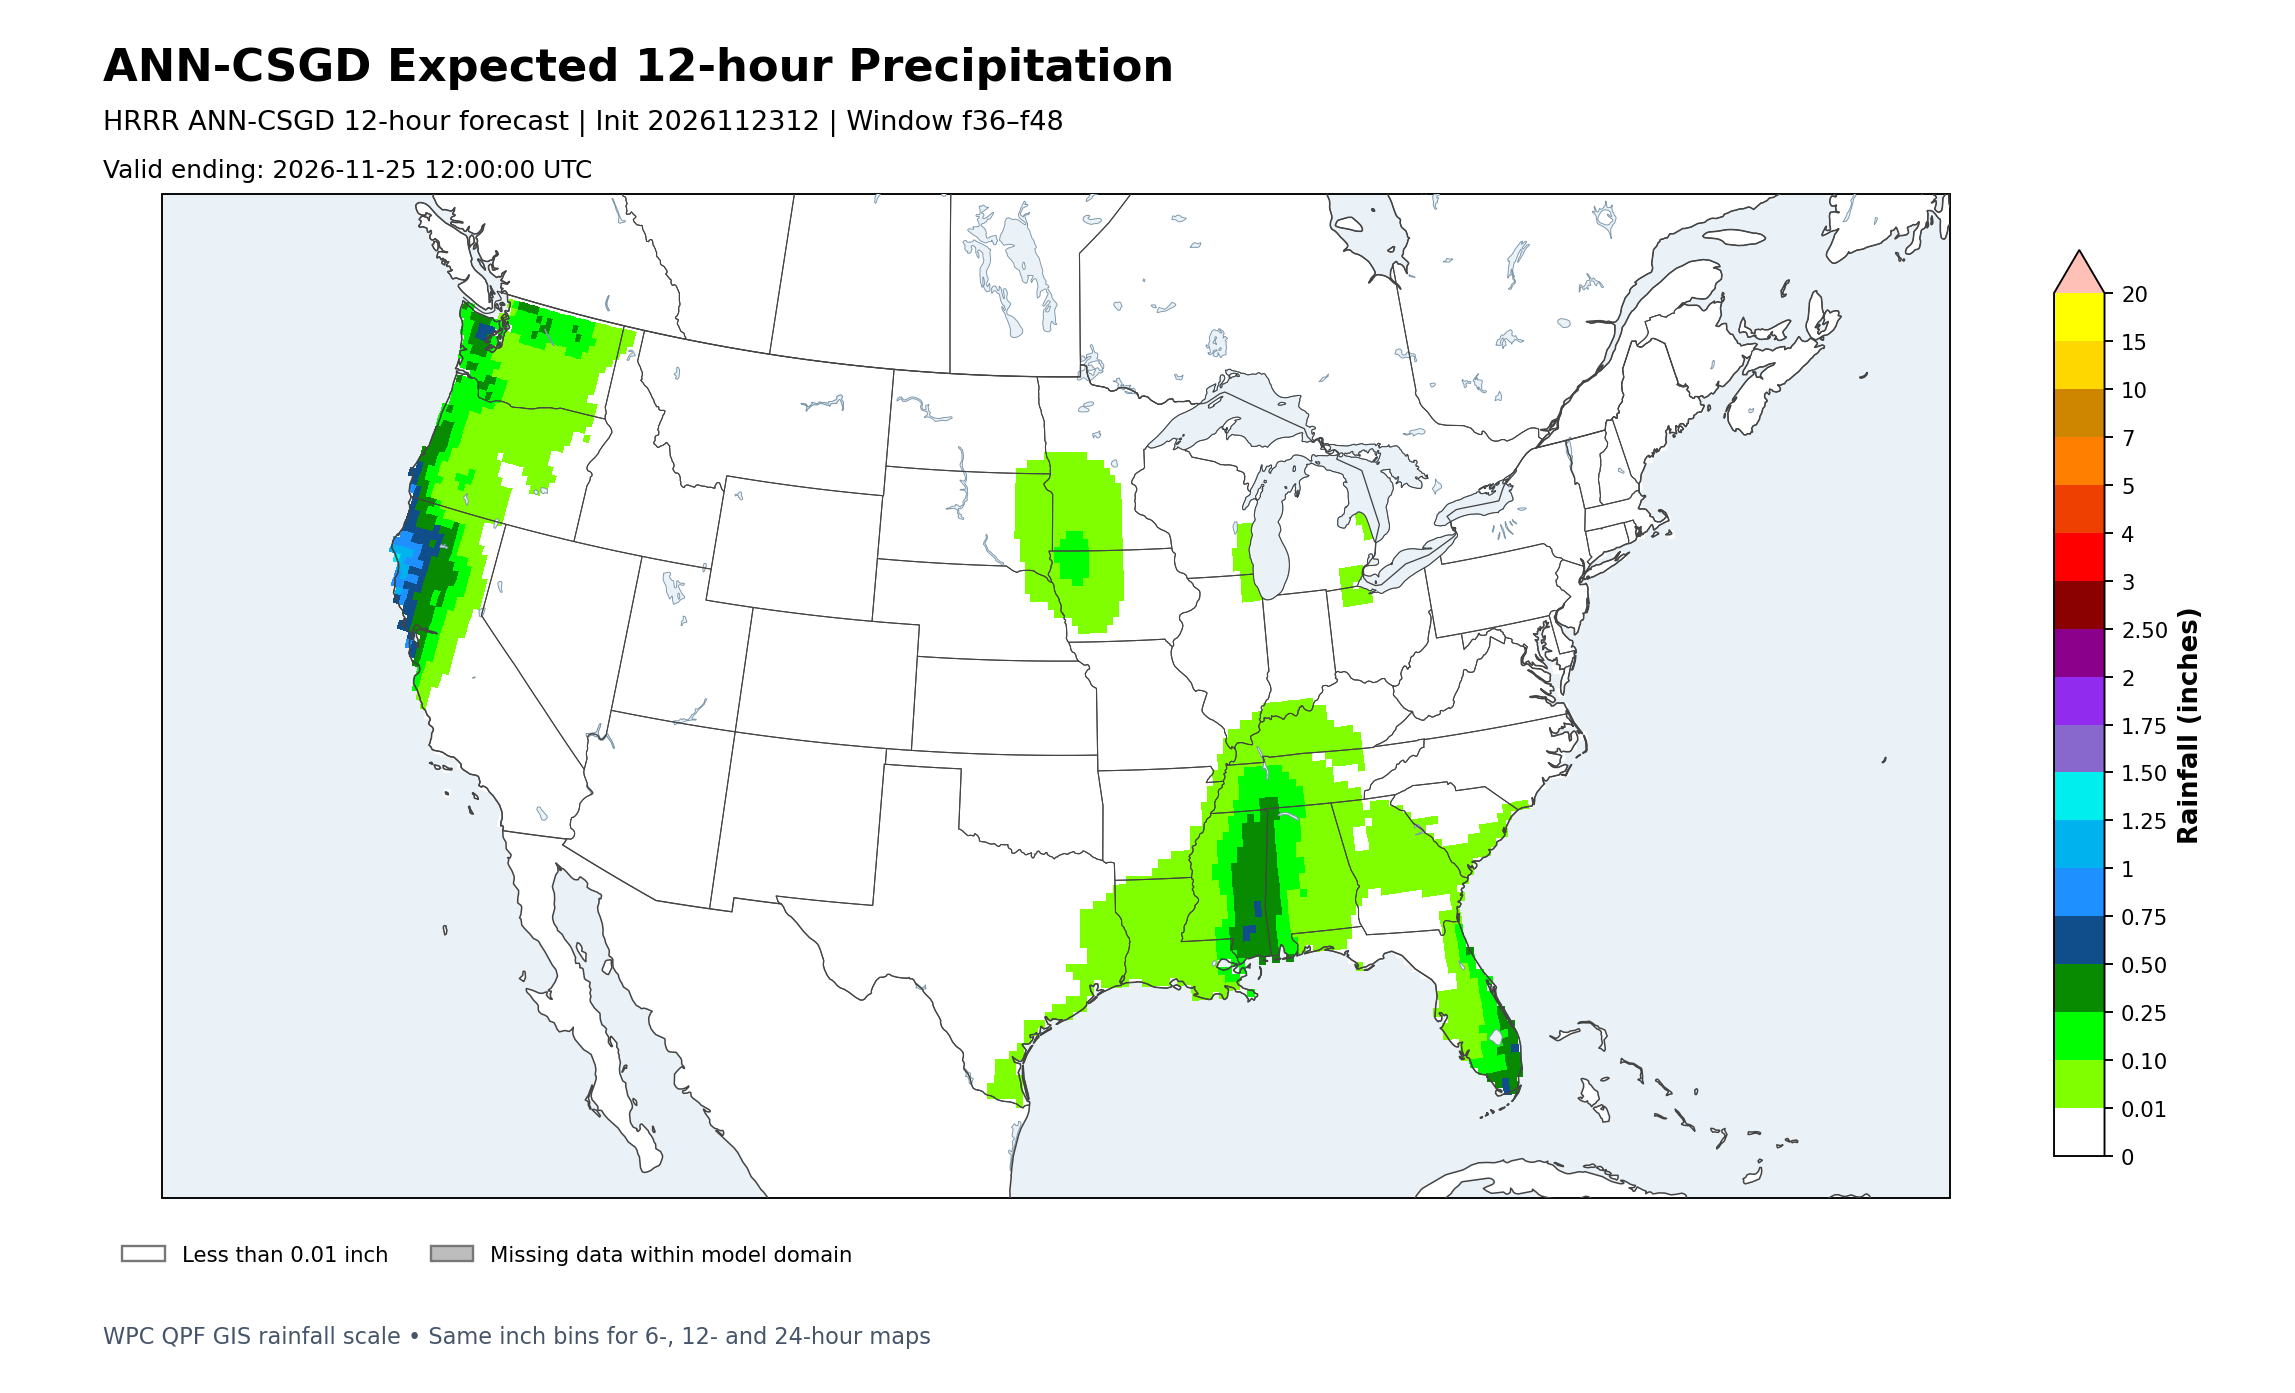 ANN-CSGD Expected 12-hour Precipitation
HRRR ANN-CSGD 12-hour forecast | Init 2026112312 | Window f36–f48
Valid ending: 2026-11-25 12:00:00 UTC
20
15
10
7
5
4
3
2.50
2
1.75
1.50
1.25
1
0.75
0.50
0.25
0.10
0.01
0
Rainfall (inches)
Less than 0.01 inch
Missing data within model domain
WPC QPF GIS rainfall scale • Same inch bins for 6-, 12- and 24-hour maps